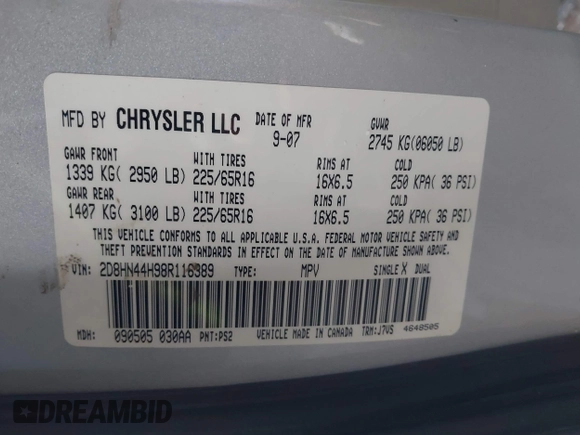 MFD BY CHRYSLER LLC DATE OF MFR 9-07 GVWR 2745 KG(06050 LB)
GAWR FRONT WITH TIRES RIMS AT COLD
1339 KG( 2950 LB) 225/65R16 16X6.5 250 KPA( 36 PSI)
GAWR REAR WITH TIRES RIMS AT COLD
1407 KG( 3100 LB) 225/65R16 16X6.5 250 KPA( 36 PSI)
THIS VEHICLE CONFORMS TO ALL APPLICABLE U.S.A. FEDERAL MOTOR VEHICLE SAFETY AND
THEFT PREVENTION STANDARDS IN EFFECT ON THE DATE OF MANUFACTURE SHOWN ABOVE.
VIN: 2D8HN44H98R116389 TYPE: MPV SINGLE X DUAL
MDH: 090505 030AA PNT:PS2 VEHICLE MADE IN CANADA TRM:J7VS 4648505
DREAMBID